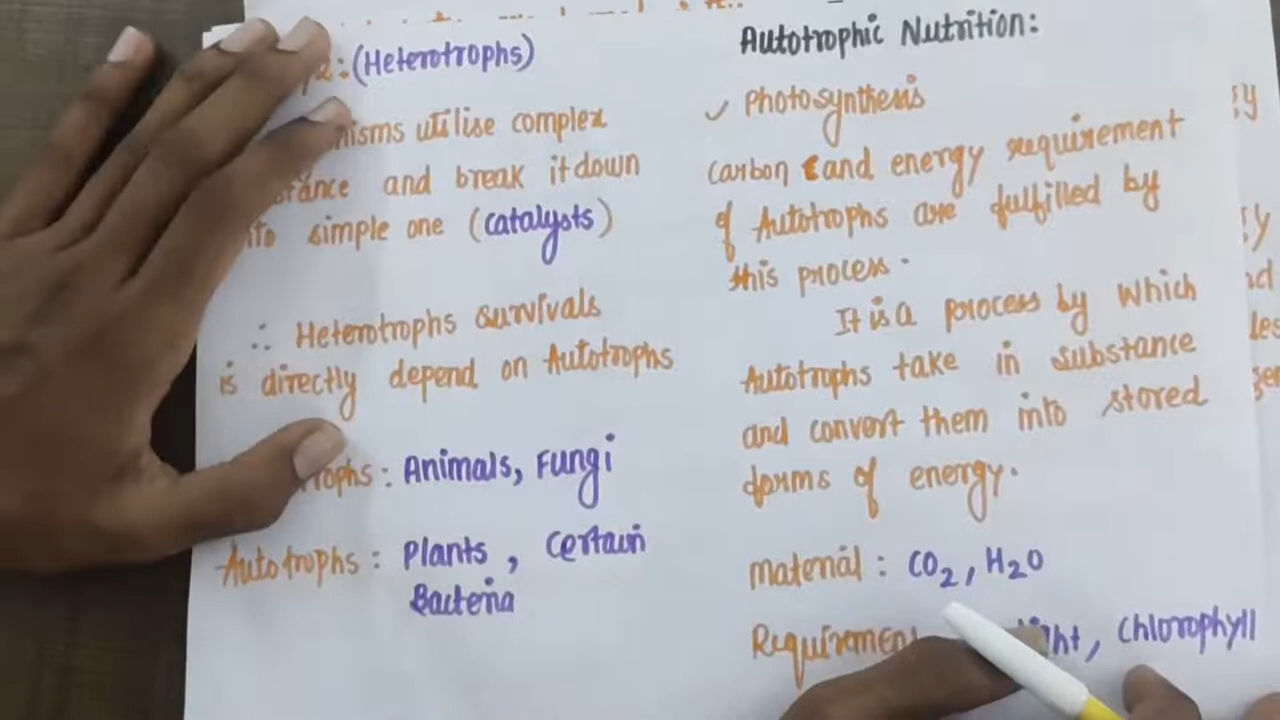 (Heterotrophs)
utilise complex
and break it down
simple one (catalysts)
∴ Heterotrophs survivals
is directly depend on Autotrophs
: Animals, Fungi
Autotrophs : Plants, Certain
Bacteria
Autotrophic Nutrition:
✓ Photosynthesis
carbon and energy requirement
of Autotrophs are fulfilled by
this process.
It is a process by which
Autotrophs take in substance
and convert them into stored
forms of energy.
material : CO2, H2O
Chlorophyll